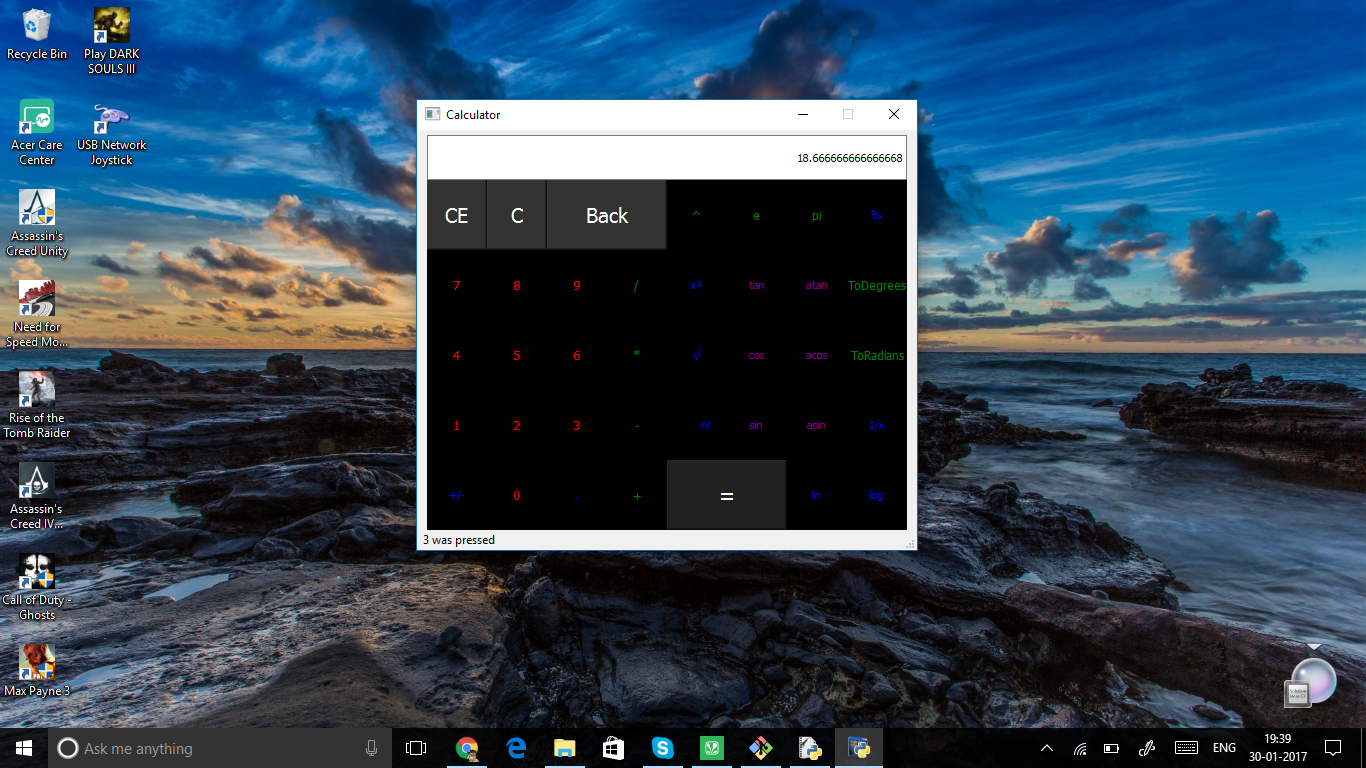 Recycle Bin
Play DARK
SOULS III
Acer Care
Center
USB Network
Joystick
Assassin's
Creed Unity
Need for
Speed Mo...
Rise of the
Tomb Raider
Assassin's
Creed IV...
Call of Duty -
Ghosts
Max Payne 3
Calculator
18.666666666666668
CE C Back ^ e pi %
7 8 9 / x² tan atan ToDegrees
4 5 6 * √ cos acos ToRadians
1 2 3 - n! sin asin 1/x
+/- 0 . + = ln log
3 was pressed
Ask me anything
ENG
19:39
30-01-2017